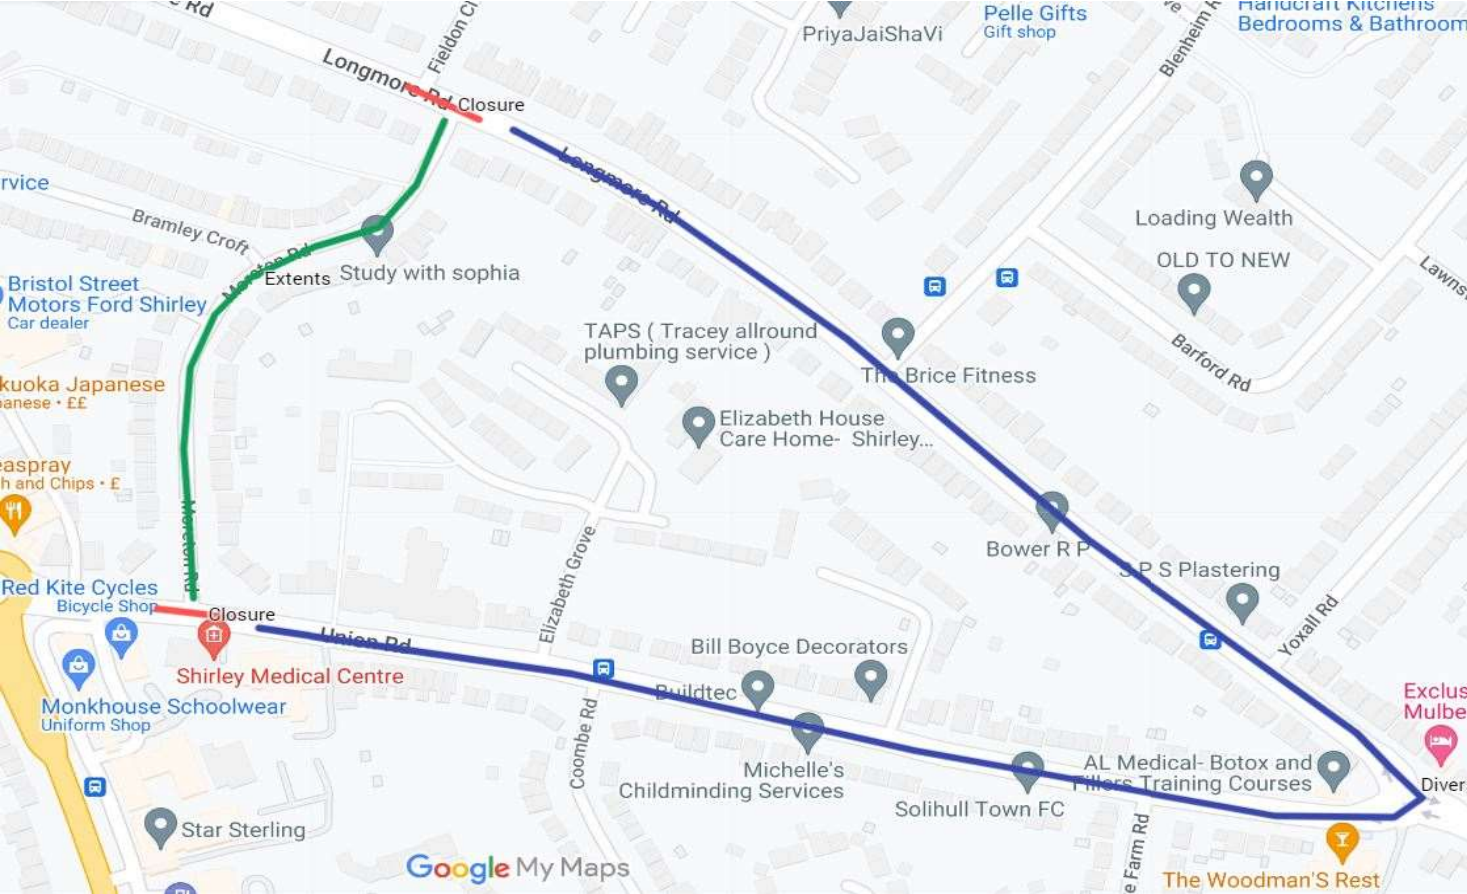 Rd
Longmore Rd
Fieldon Cl
Closure
PriyaJaiShaVi
Pelle Gifts
Gift shop
Blenheim R
Handcraft Kitchens
Bedrooms & Bathroom
rvice
Bramley Croft
Longmore Rd
Loading Wealth
OLD TO NEW
Lawns
Moreton Rd
Extents
Study with sophia
Bristol Street
Motors Ford Shirley
Car dealer
TAPS ( Tracey allround
plumbing service )
The Brice Fitness
Barford Rd
kuoka Japanese
panese • ££
Elizabeth House
Care Home- Shirley...
easpray
h and Chips • £
Moreton Rd
Elizabeth Grove
Bower R P
S P S Plastering
Red Kite Cycles
Bicycle Shop
Closure
Union Rd
Yoxall Rd
Shirley Medical Centre
Bill Boyce Decorators
Buildtec
Monkhouse Schoolwear
Uniform Shop
Coombe Rd
Exclus
Mulbe
Michelle's
Childminding Services
AL Medical- Botox and
Fillers Training Courses
Diver
Solihull Town FC
Star Sterling
e Farm Rd
Google My Maps
The Woodman'S Rest